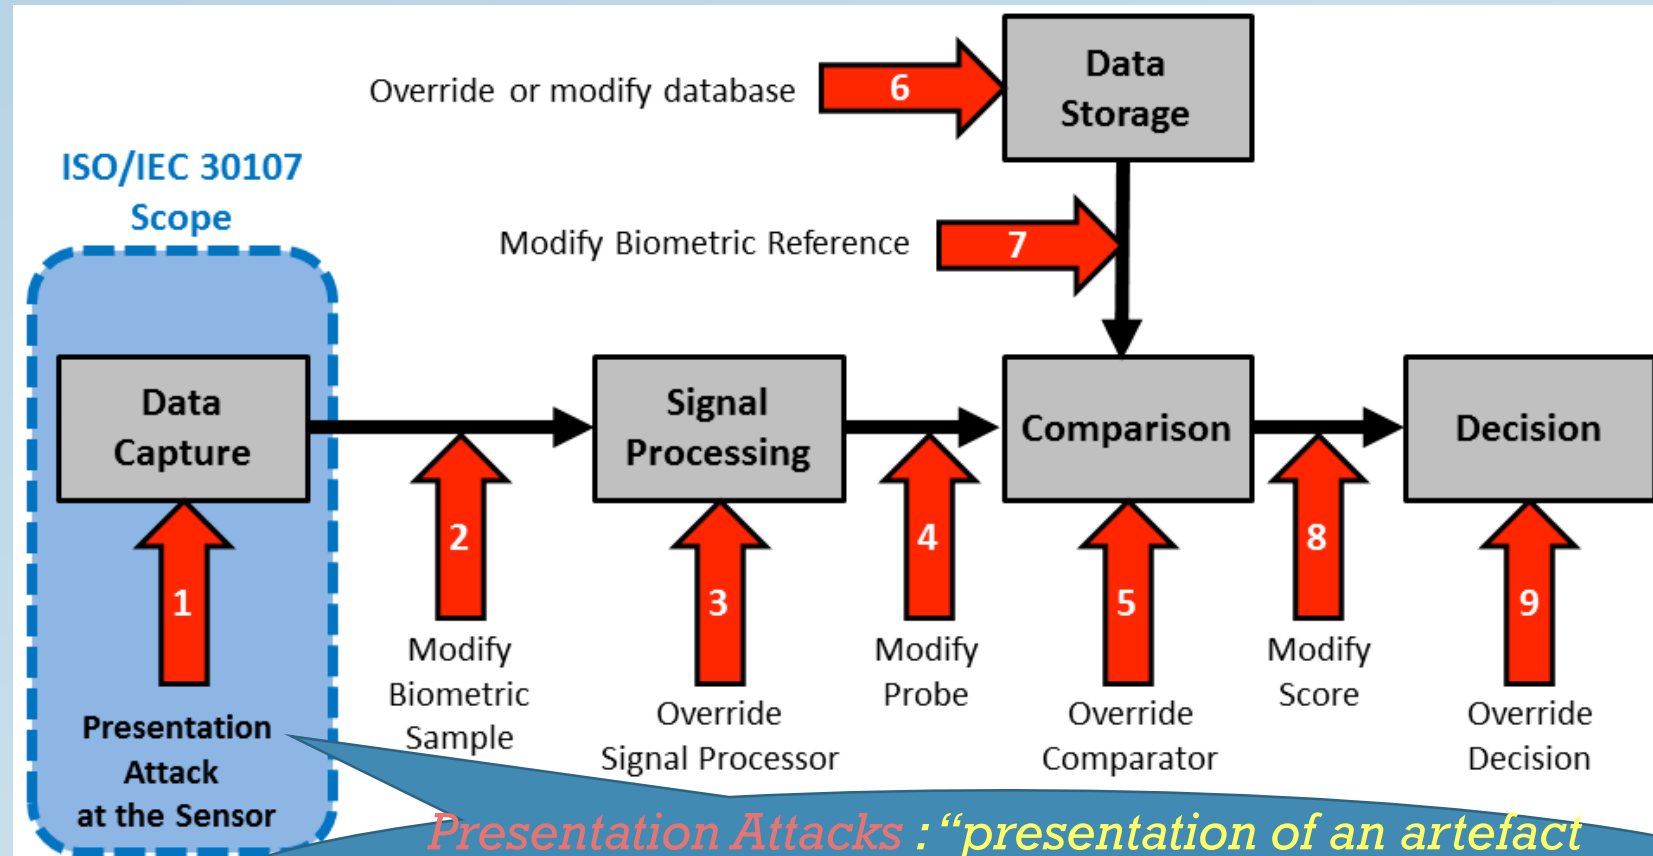 Override or modify database
6
Data
Storage
ISO/IEC 30107
Scope
Modify Biometric Reference
7
Data
Capture
Signal
Processing
Comparison
Decision
1
2
3
4
5
8
9
Presentation
Attack
at the Sensor
Modify
Biometric
Sample
Override
Signal Processor
Modify
Probe
Override
Comparator
Modify
Score
Override
Decision
Presentation Attacks : “presentation of an artefact